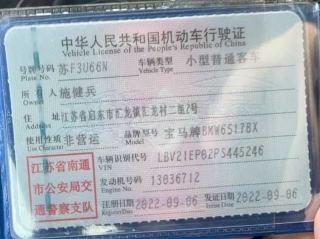 中华人民共和国机动车行驶证
Vehicle License of the People's Republic of China
号牌号码 苏F3U66N 车辆类型 小型普通客车
Plate No. Vehicle Type
所有人 施健兵
Owner
住址 江苏省启东市汇龙镇汇龙村二组2号
Address
使用性质 非营运 品牌型号 宝马牌BMW6517BX
Use Character Model
江苏省南通
市公安局交
通警察支队
车辆识别代号 LBV21EP02PS445246
VIN
发动机号码 13036712
Engine No.
注册日期 2022-09-06 发证日期 2022-09-06
Register Date Issue Date